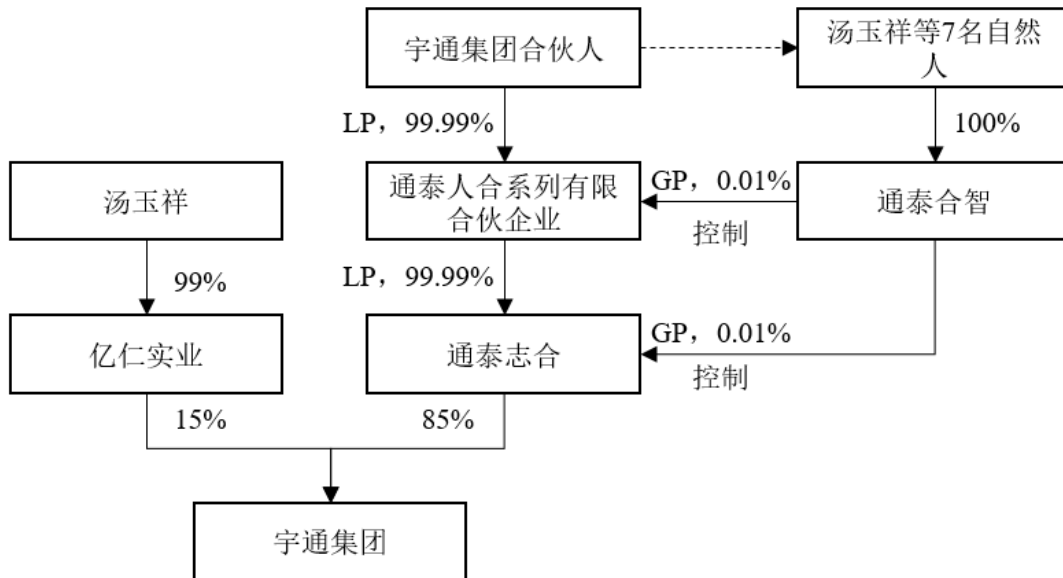 宇通集团合伙人
汤玉祥等7名自然
人
LP，99.99%
100%
汤玉祥
通泰人合系列有限
合伙企业
GP，0.01%
控制
通泰合智
99%
LP，99.99%
亿仁实业
通泰志合
GP，0.01%
控制
15%
85%
宇通集团